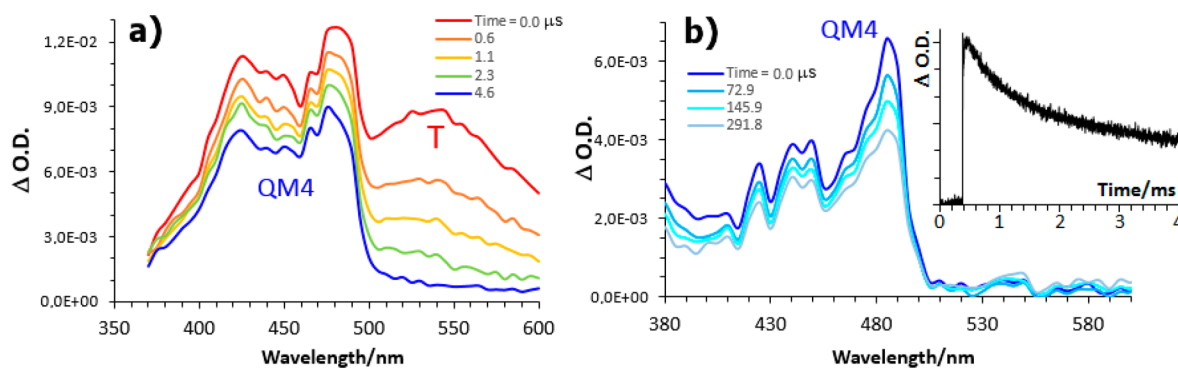 a)
Time = 0.0 μs
0.6
1.1
2.3
4.6
1.2E-02
9.0E-03
6.0E-03
3.0E-03
0,0E+00
Δ O.D.
QM4
T
350 400 450 500 550 600
Wavelength/nm
b)
QM4
Time = 0.0 μs
72.9
145.9
291.8
6,0E-03
4,0E-03
2,0E-03
0,0E+00
Δ O.D.
380 430 480 530 580
Wavelength/nm
Δ O.D.
Time/ms
0 1 2 3 4